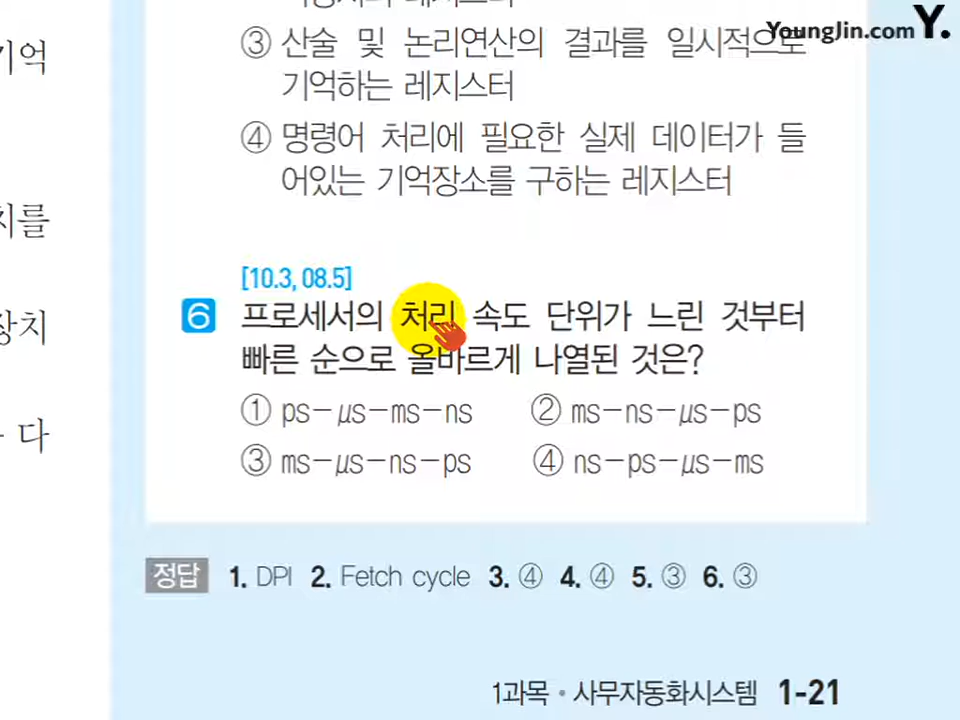 YoungJin.com Y.
기억
③ 산술 및 논리연산의 결과를 일시적으로
기억하는 레지스터
④ 명령어 처리에 필요한 실제 데이터가 들
어있는 기억장소를 구하는 레지스터
치를
[10.3, 08.5]
6 프로세서의 처리 속도 단위가 느린 것부터
빠른 순으로 올바르게 나열된 것은?
장치
① ps-μs-ms-ns ② ms-ns-μs-ps
다
③ ms-μs-ns-ps ④ ns-ps-μs-ms
정답 1. DPI 2. Fetch cycle 3. ④ 4. ④ 5. ③ 6. ③
1과목 • 사무자동화시스템 1-21